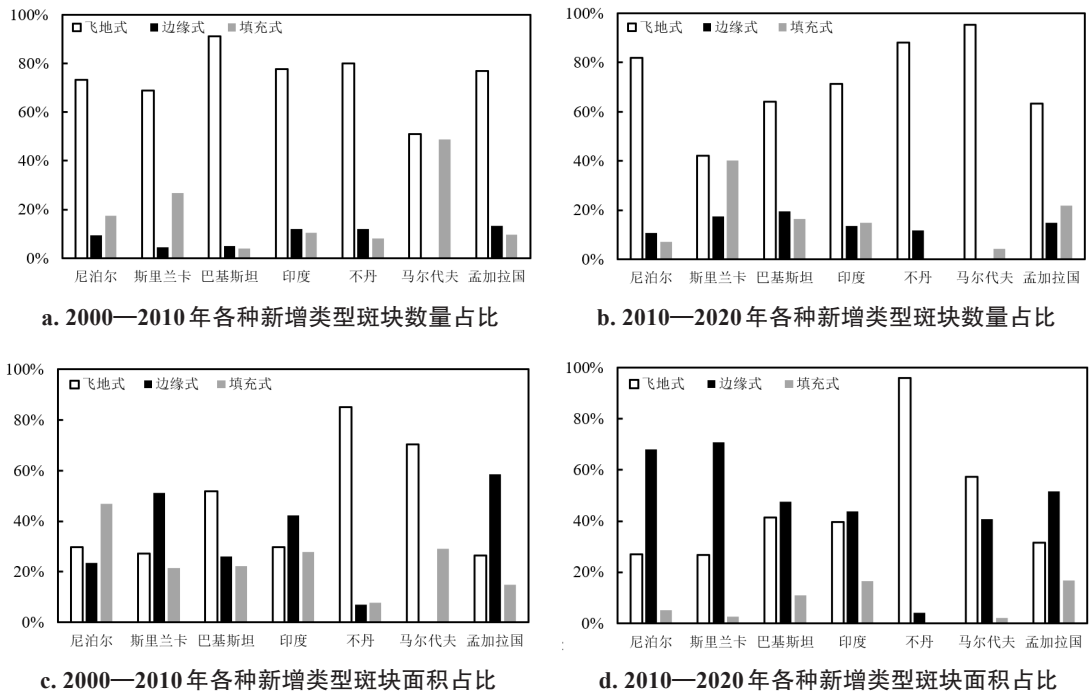 100%
80%
60%
40%
20%
0%
飞地式 边缘式 填充式
尼泊尔 斯里兰卡 巴基斯坦 印度 不丹 马尔代夫 孟加拉国
a. 2000—2010年各种新增类型斑块数量占比
100%
80%
60%
40%
20%
0%
飞地式 边缘式 填充式
尼泊尔 斯里兰卡 巴基斯坦 印度 不丹 马尔代夫 孟加拉国
b. 2010—2020年各种新增类型斑块数量占比
100%
80%
60%
40%
20%
0%
飞地式 边缘式 填充式
尼泊尔 斯里兰卡 巴基斯坦 印度 不丹 马尔代夫 孟加拉国
c. 2000—2010年各种新增类型斑块面积占比
100%
80%
60%
40%
20%
0%
飞地式 边缘式 填充式
尼泊尔 斯里兰卡 巴基斯坦 印度 不丹 马尔代夫 孟加拉国
d. 2010—2020年各种新增类型斑块面积占比